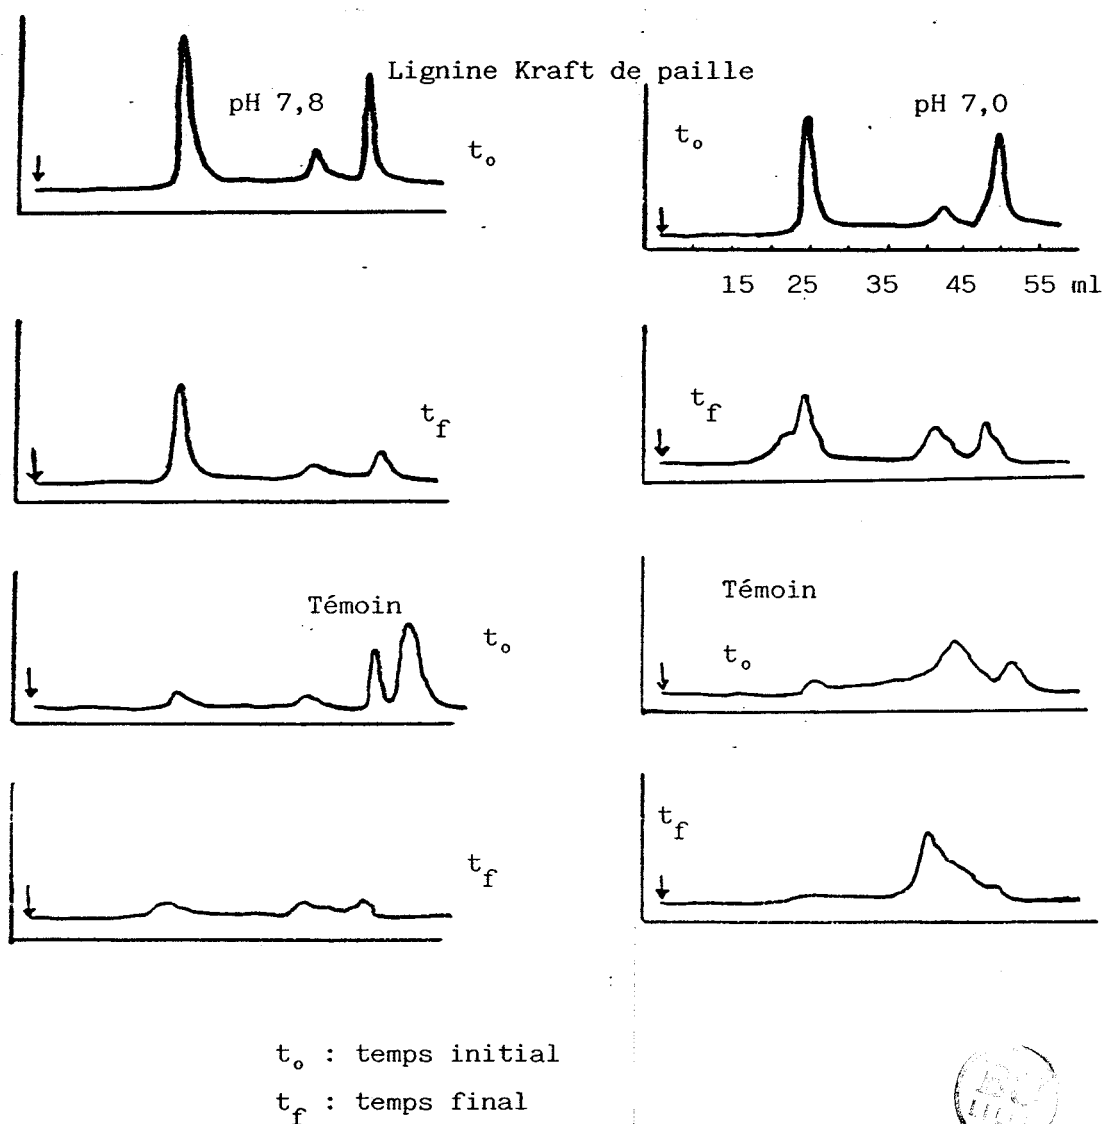 Lignine Kraft de paille
pH 7,8
t₀
pH 7,0
t₀
15 25 35 45 55 ml
t_f
t_f
Témoin
t₀
Témoin
t₀
t_f
t_f
t₀ : temps initial
t_f : temps final